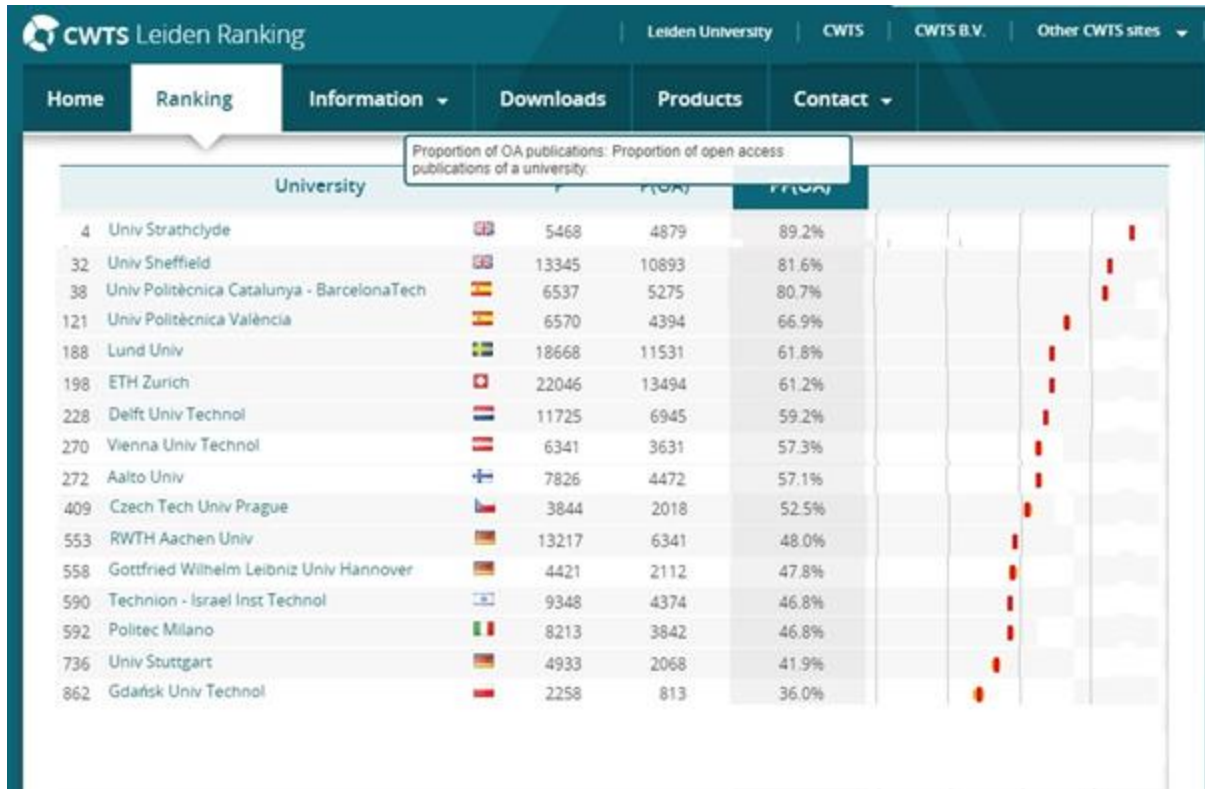 CWTS Leiden Ranking
Leiden University | CWTS | CWTS B.V. | Other CWTS sites
Home Ranking Information Downloads Products Contact
Proportion of OA publications: Proportion of open access
publications of a university.
University P P(OA) PP(OA)
4 Univ Strathclyde 5468 4879 89.2%
32 Univ Sheffield 13345 10893 81.6%
38 Univ Politècnica Catalunya - BarcelonaTech 6537 5275 80.7%
121 Univ Politècnica València 6570 4394 66.9%
188 Lund Univ 18668 11531 61.8%
198 ETH Zurich 22046 13494 61.2%
228 Delft Univ Technol 11725 6945 59.2%
270 Vienna Univ Technol 6341 3631 57.3%
272 Aalto Univ 7826 4472 57.1%
409 Czech Tech Univ Prague 3844 2018 52.5%
553 RWTH Aachen Univ 13217 6341 48.0%
558 Gottfried Wilhelm Leibniz Univ Hannover 4421 2112 47.8%
590 Technion - Israel Inst Technol 9348 4374 46.8%
592 Politec Milano 8213 3842 46.8%
736 Univ Stuttgart 4933 2068 41.9%
862 Gdańsk Univ Technol 2258 813 36.0%